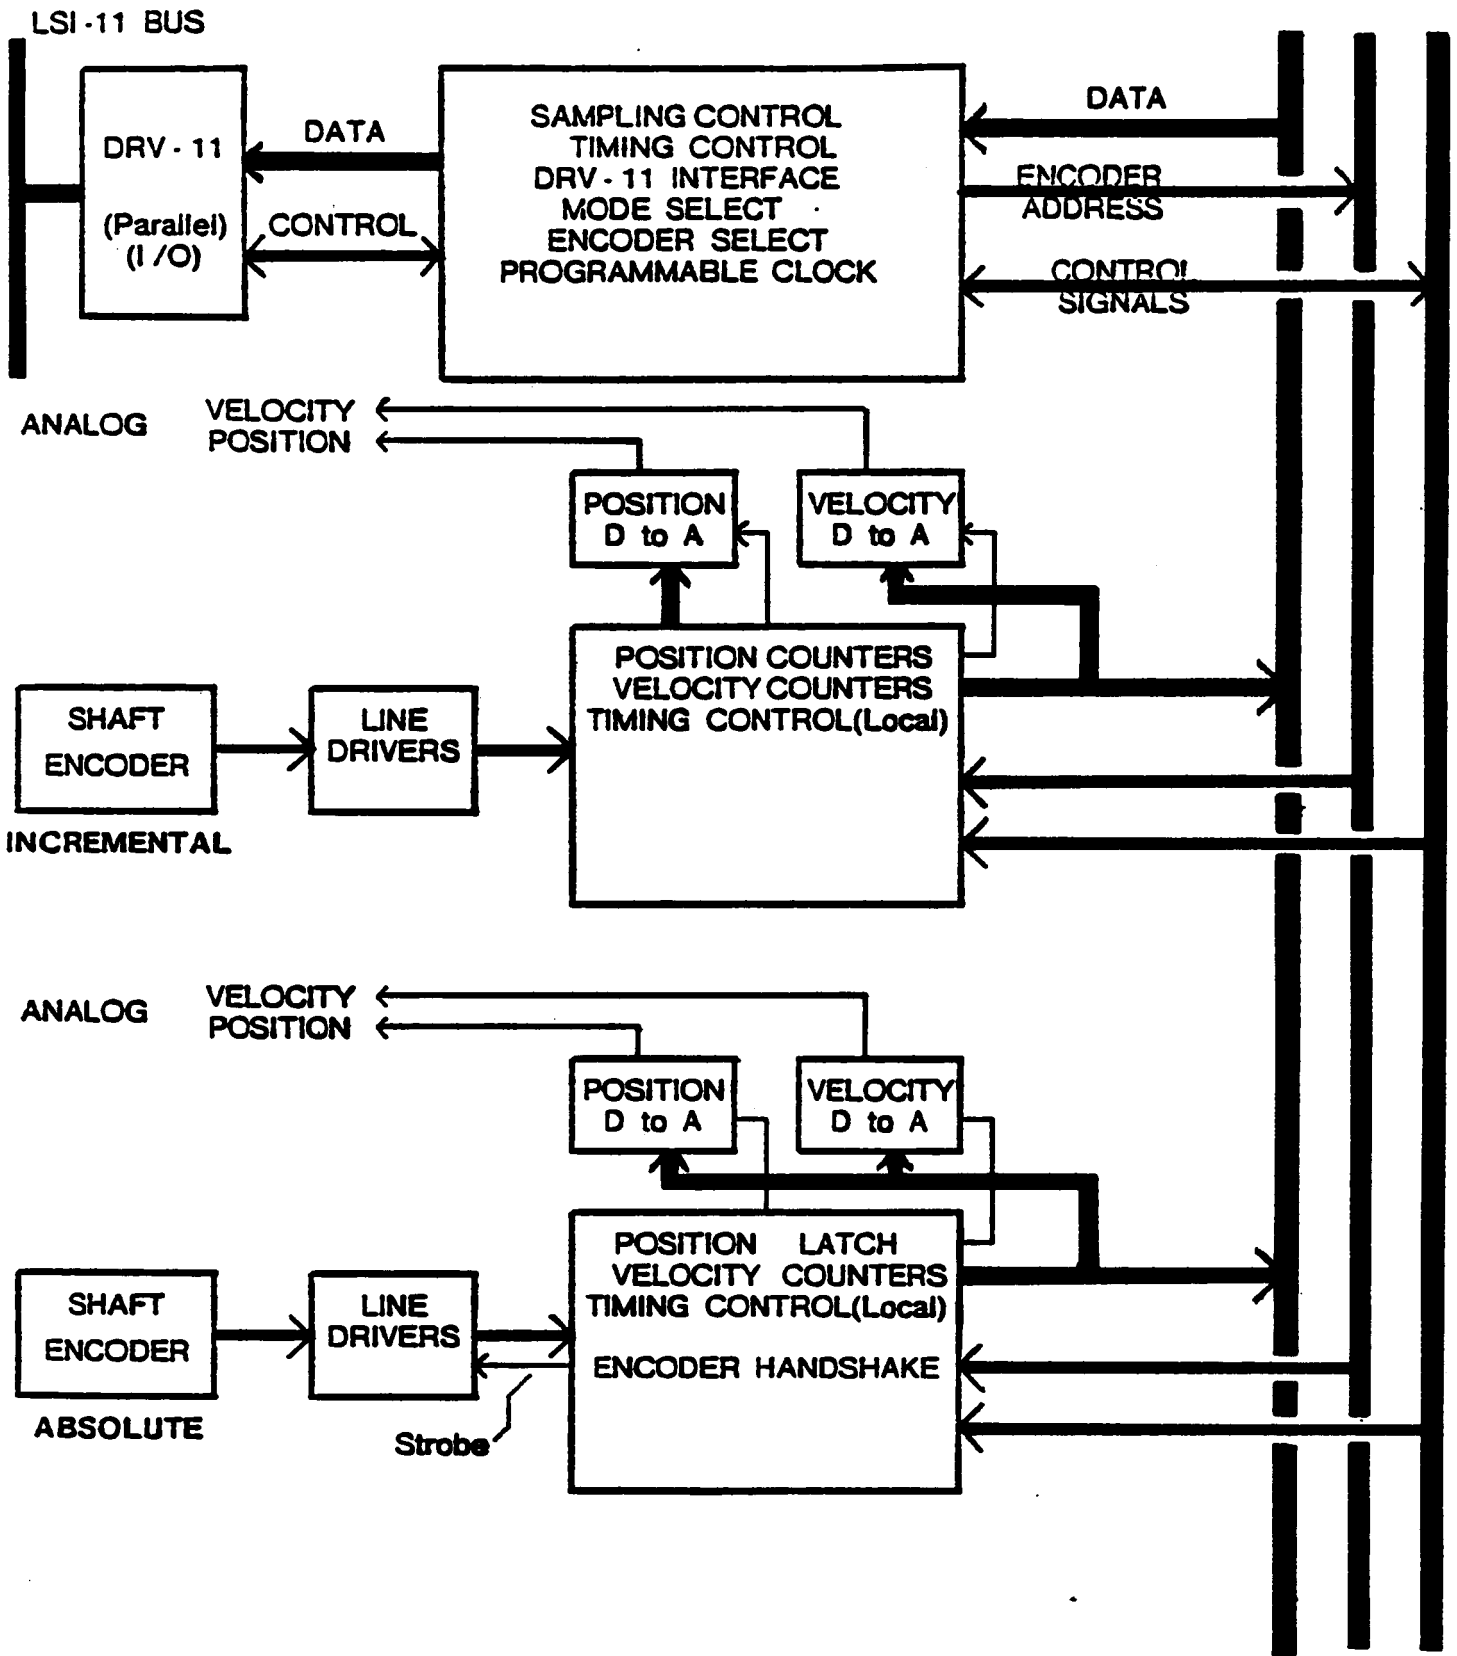 LSI-11 BUS
DRV - 11
(Parallel)
(I/O)
DATA
CONTROL
SAMPLING CONTROL
TIMING CONTROL
DRV - 11 INTERFACE
MODE SELECT
ENCODER SELECT
PROGRAMMABLE CLOCK
DATA
ENCODER
ADDRESS
CONTROL
SIGNALS
ANALOG
VELOCITY
POSITION
POSITION
D to A
VELOCITY
D to A
POSITION COUNTERS
VELOCITY COUNTERS
TIMING CONTROL(Local)
SHAFT
ENCODER
INCREMENTAL
LINE
DRIVERS
ANALOG
VELOCITY
POSITION
POSITION
D to A
VELOCITY
D to A
POSITION LATCH
VELOCITY COUNTERS
TIMING CONTROL(Local)
ENCODER HANDSHAKE
SHAFT
ENCODER
ABSOLUTE
LINE
DRIVERS
Strobe